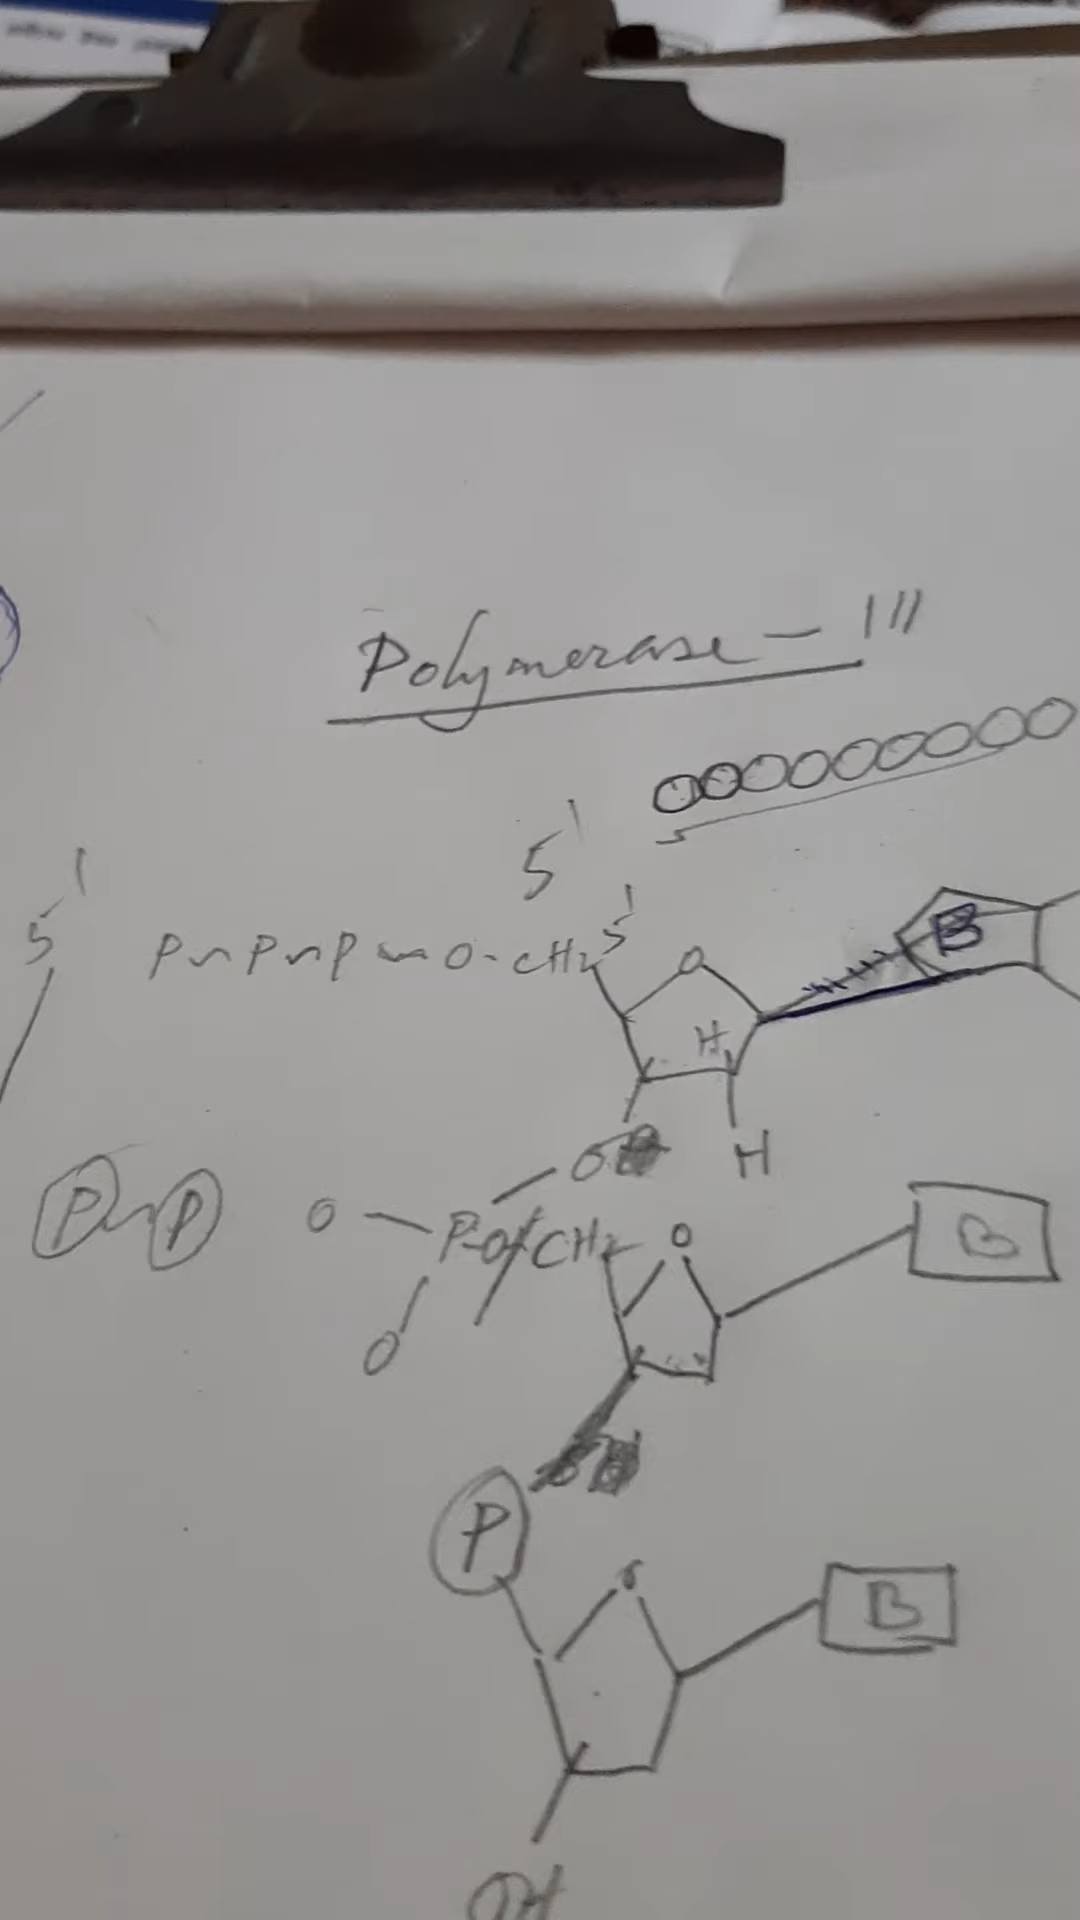 Polymerase - III
5'
5'
5'
P~P~P~O-CH2
O
B
H
H
O
P~P
O - P-O-CH2
O
B
O
P
B
OH